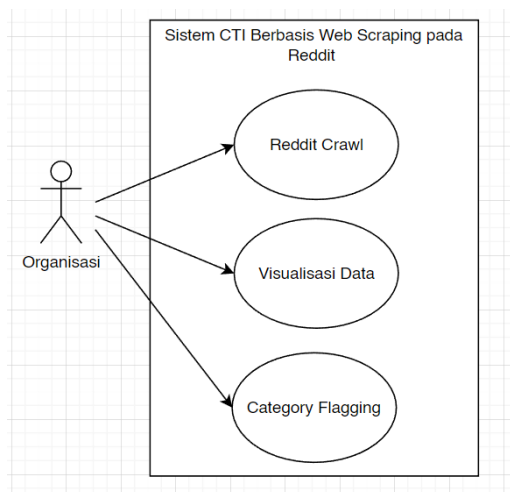 Sistem CTI Berbasis Web Scraping pada
Reddit
Reddit Crawl
Organisasi
Visualisasi Data
Category Flagging